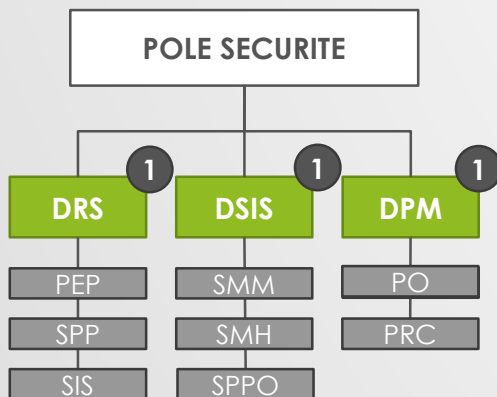 POLE SECURITE
1
1
1
DRS
DSIS
DPM
PEP
SMM
PO
SPP
SMH
PRC
SIS
SPPO